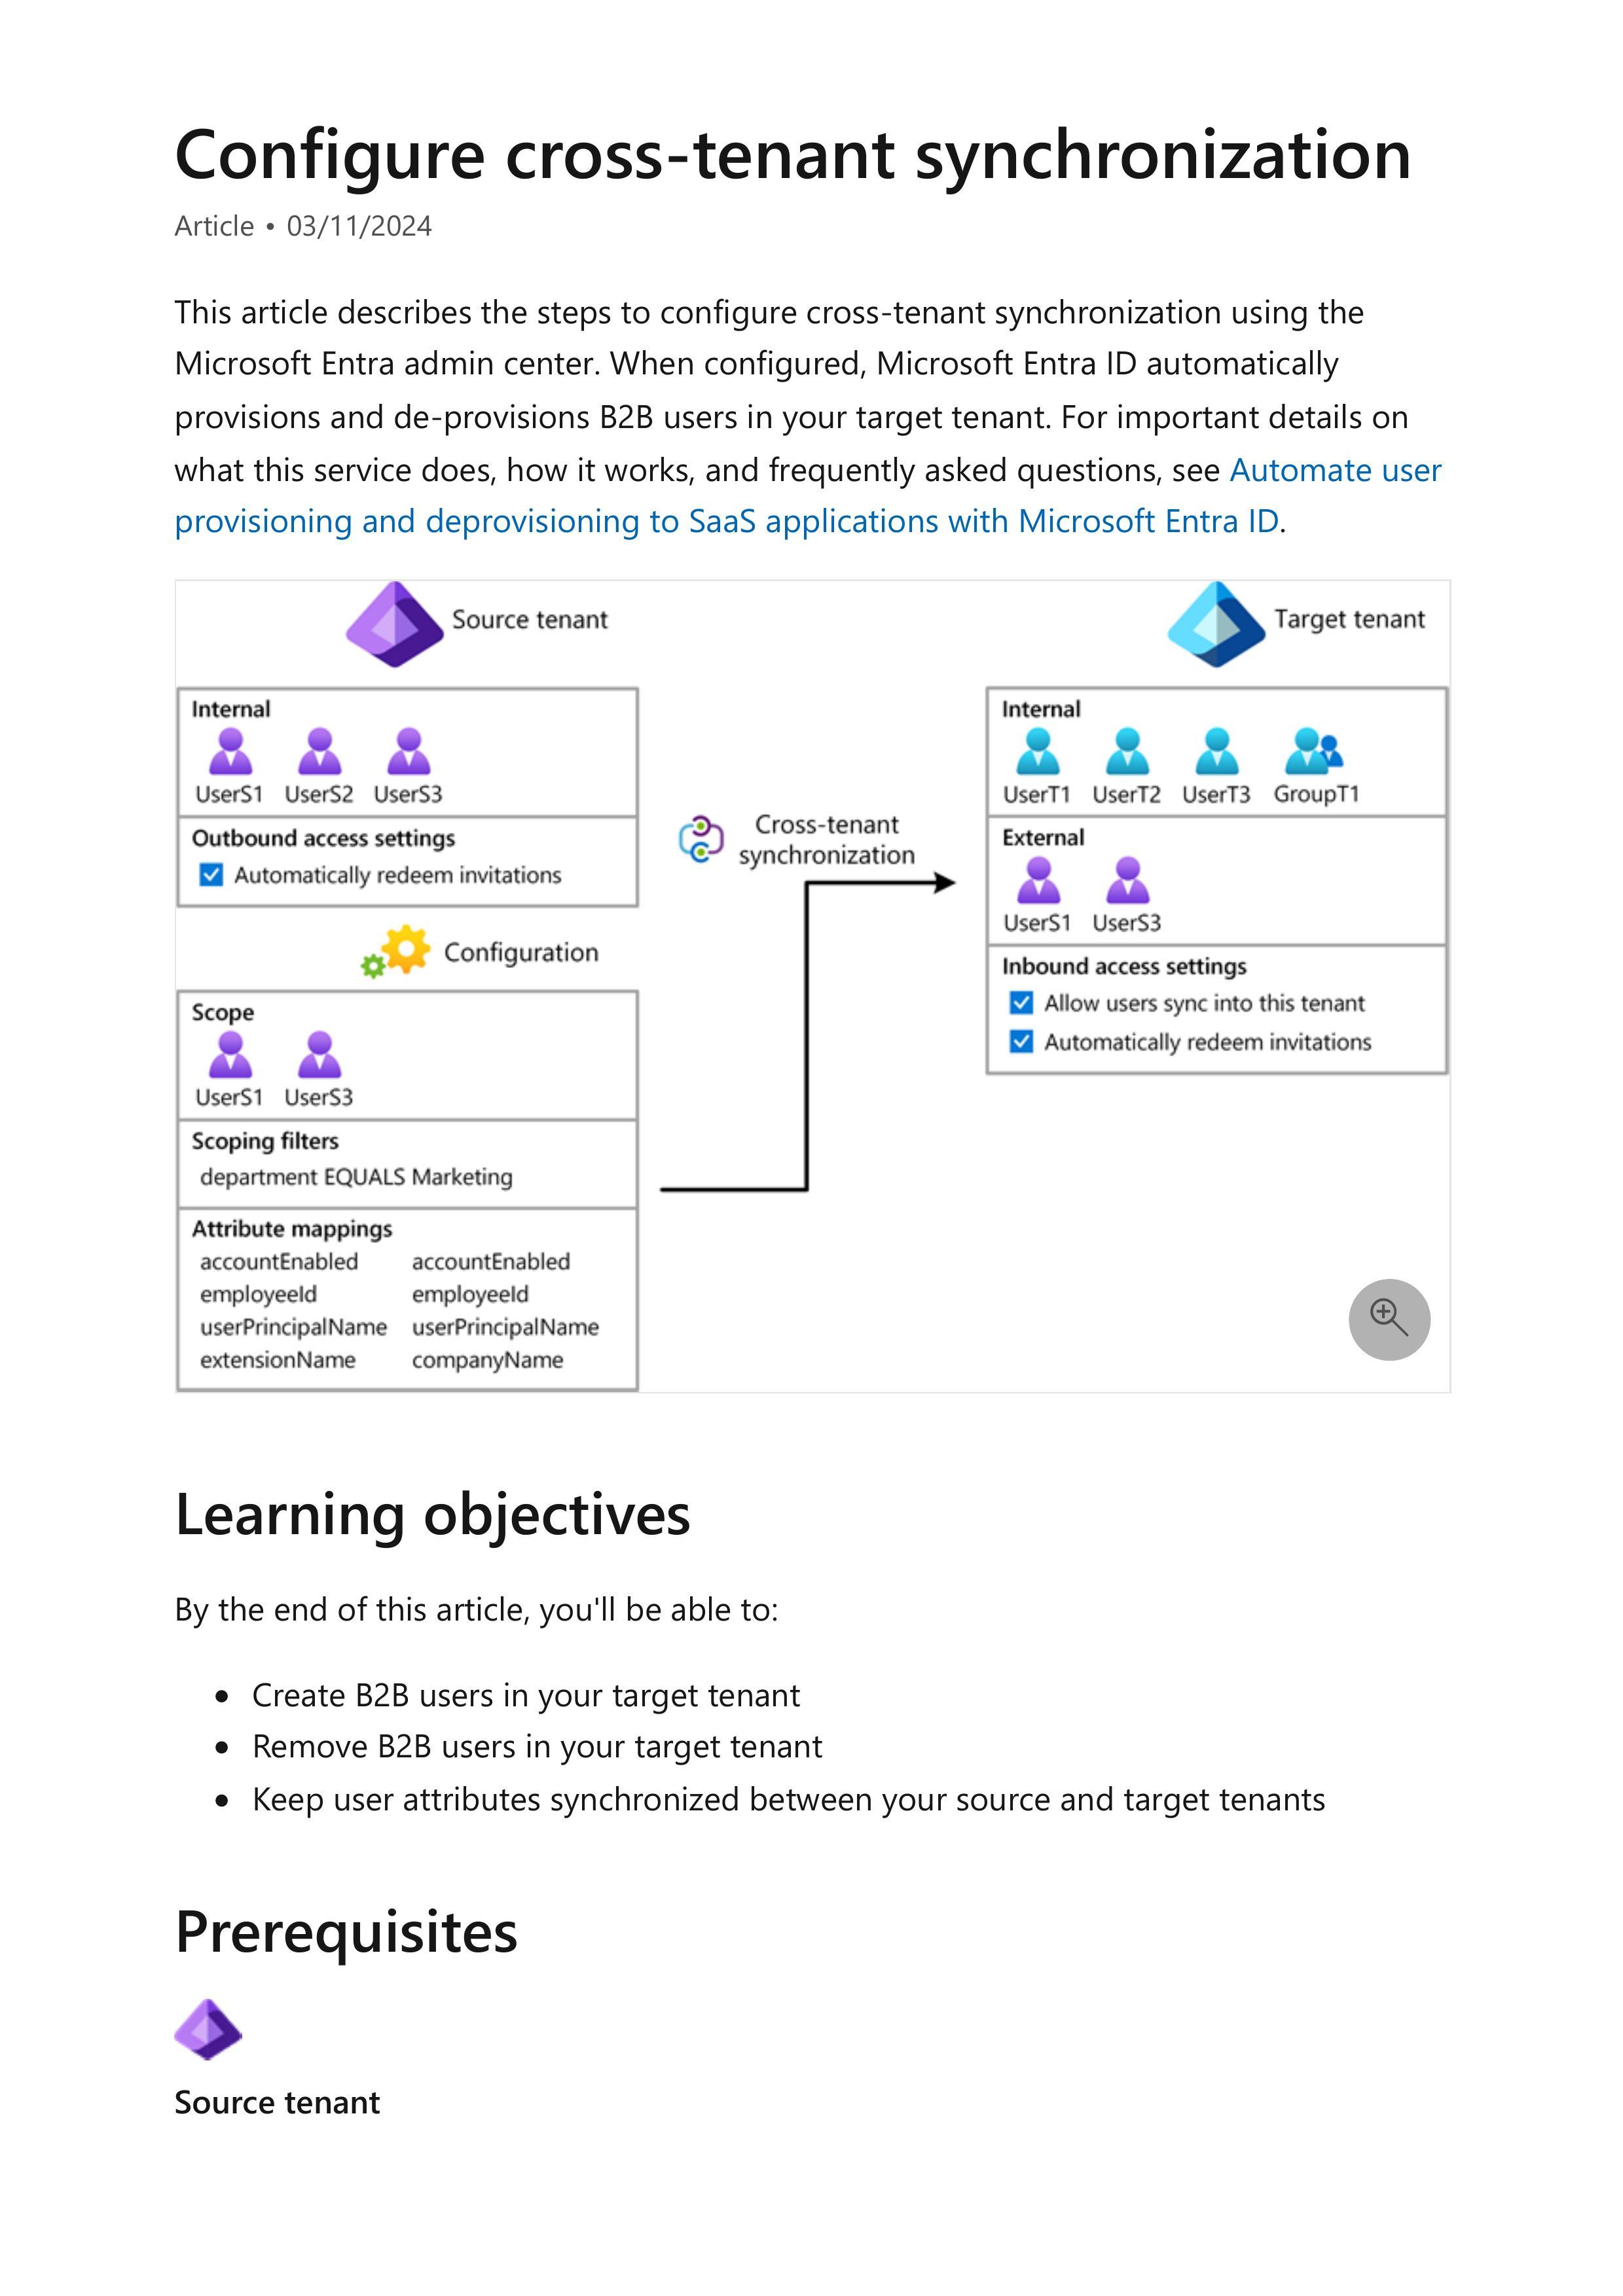 Configure cross-tenant synchronization
Article • 03/11/2024
This article describes the steps to configure cross-tenant synchronization using the
Microsoft Entra admin center. When configured, Microsoft Entra ID automatically
provisions and de-provisions B2B users in your target tenant. For important details on
what this service does, how it works, and frequently asked questions, see Automate user
provisioning and deprovisioning to SaaS applications with Microsoft Entra ID.
Source tenant
Internal
UserS1 UserS2 UserS3
Outbound access settings
Automatically redeem invitations
Configuration
Scope
UserS1 UserS3
Scoping filters
department EQUALS Marketing
Attribute mappings
accountEnabled accountEnabled
employeeId employeeId
userPrincipalName userPrincipalName
extensionName companyName
Cross-tenant
synchronization
Target tenant
Internal
UserT1 UserT2 UserT3 GroupT1
External
UserS1 UserS3
Inbound access settings
Allow users sync into this tenant
Automatically redeem invitations
Learning objectives
By the end of this article, you'll be able to:
• Create B2B users in your target tenant
• Remove B2B users in your target tenant
• Keep user attributes synchronized between your source and target tenants
Prerequisites
Source tenant